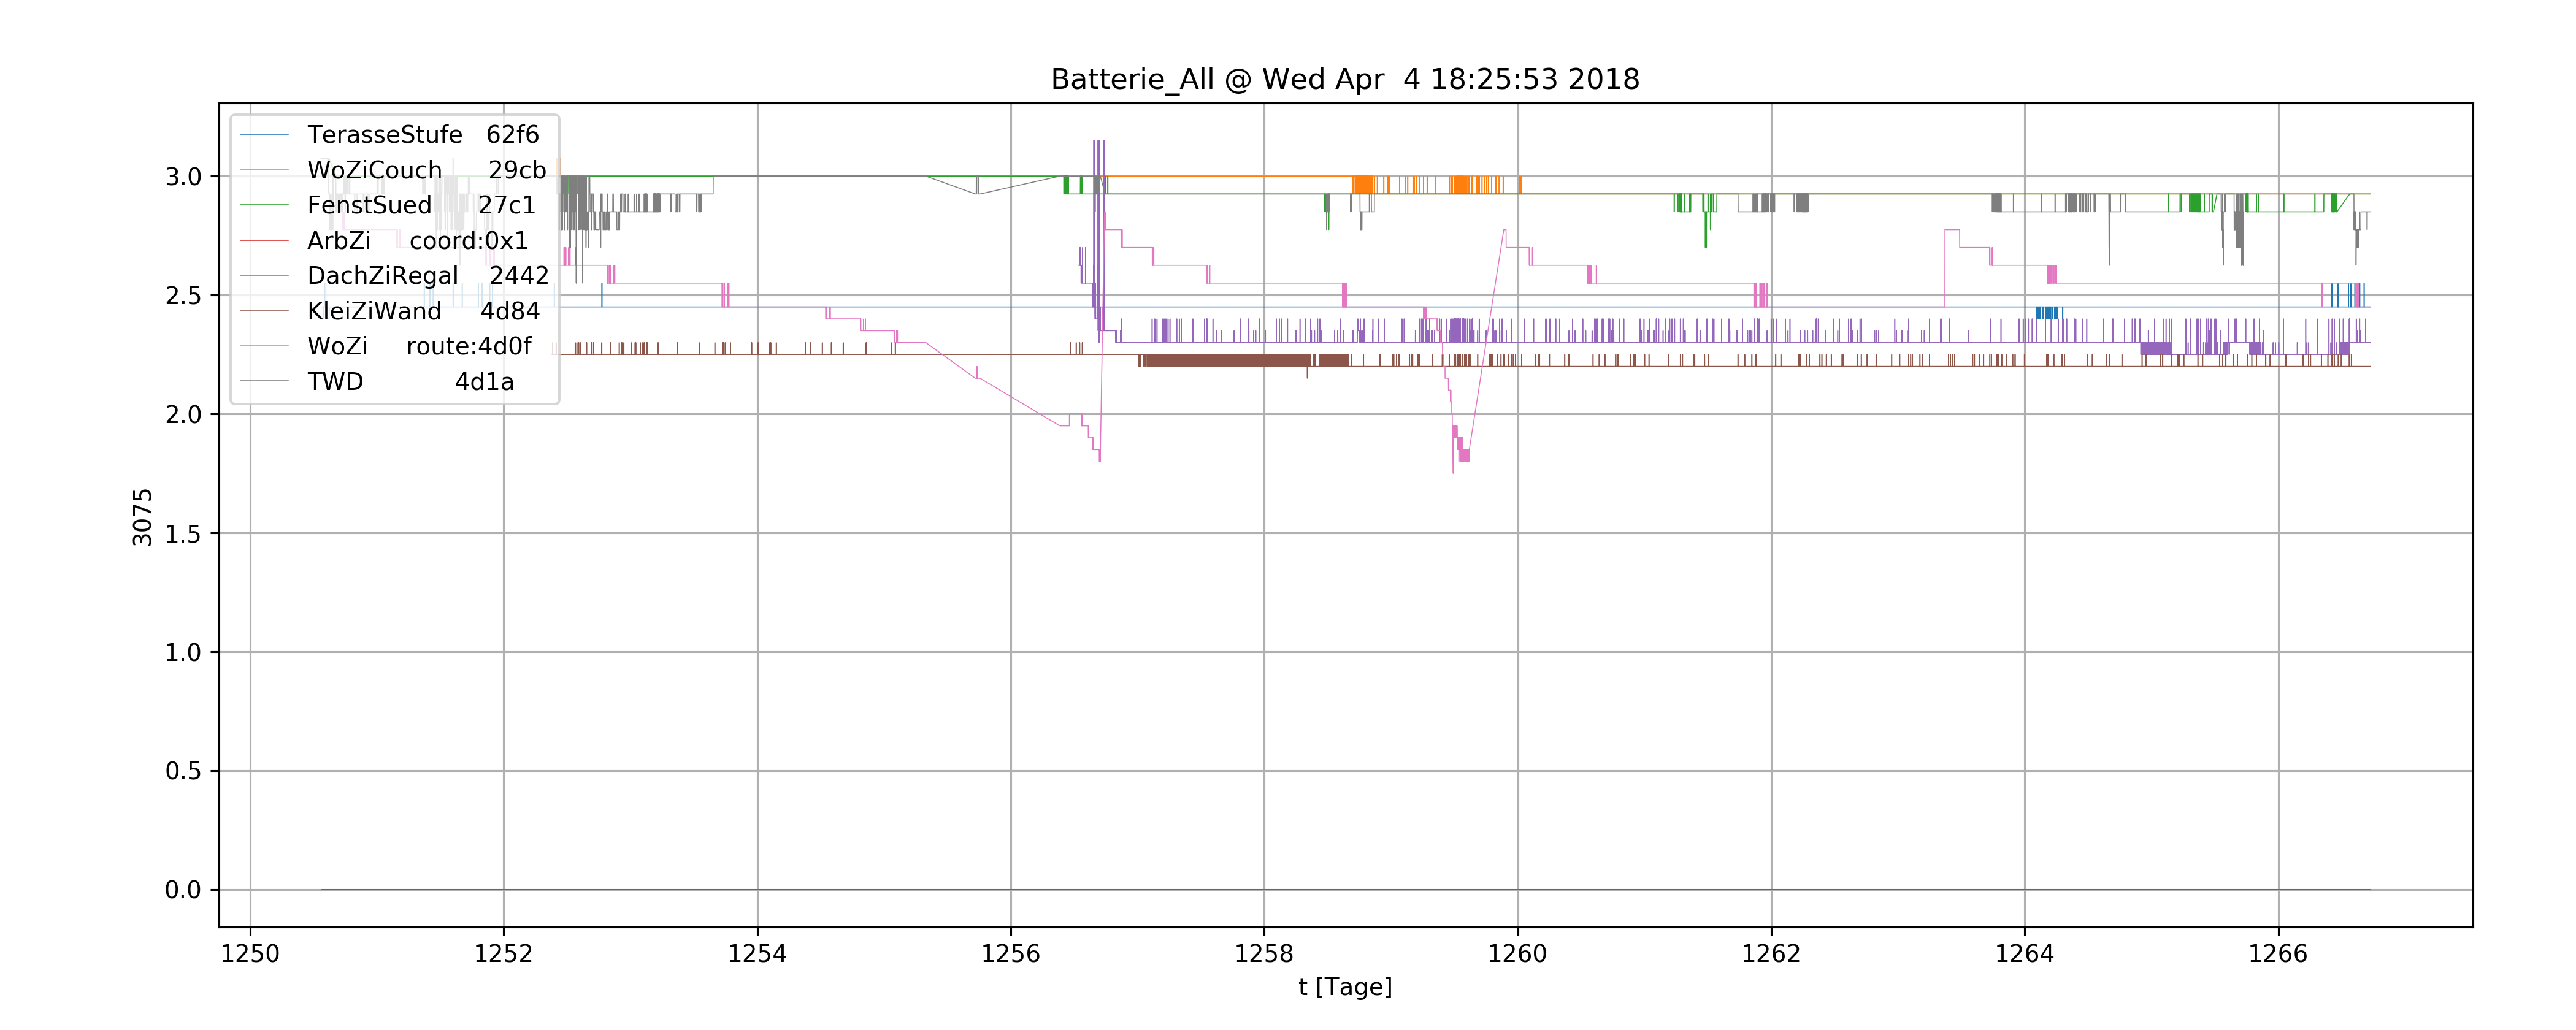 Batterie_All @ Wed Apr  4 18:25:53 2018
TerasseStufe   62f6
WoZiCouch      29cb
FenstSued      27c1
ArbZi     coord:0x1
DachZiRegal    2442
KleiZiWand     4d84
WoZi     route:4d0f
TWD            4d1a
3.0
2.5
2.0
1.5
1.0
0.5
0.0
3075
1250 1252 1254 1256 1258 1260 1262 1264 1266
t [Tage]